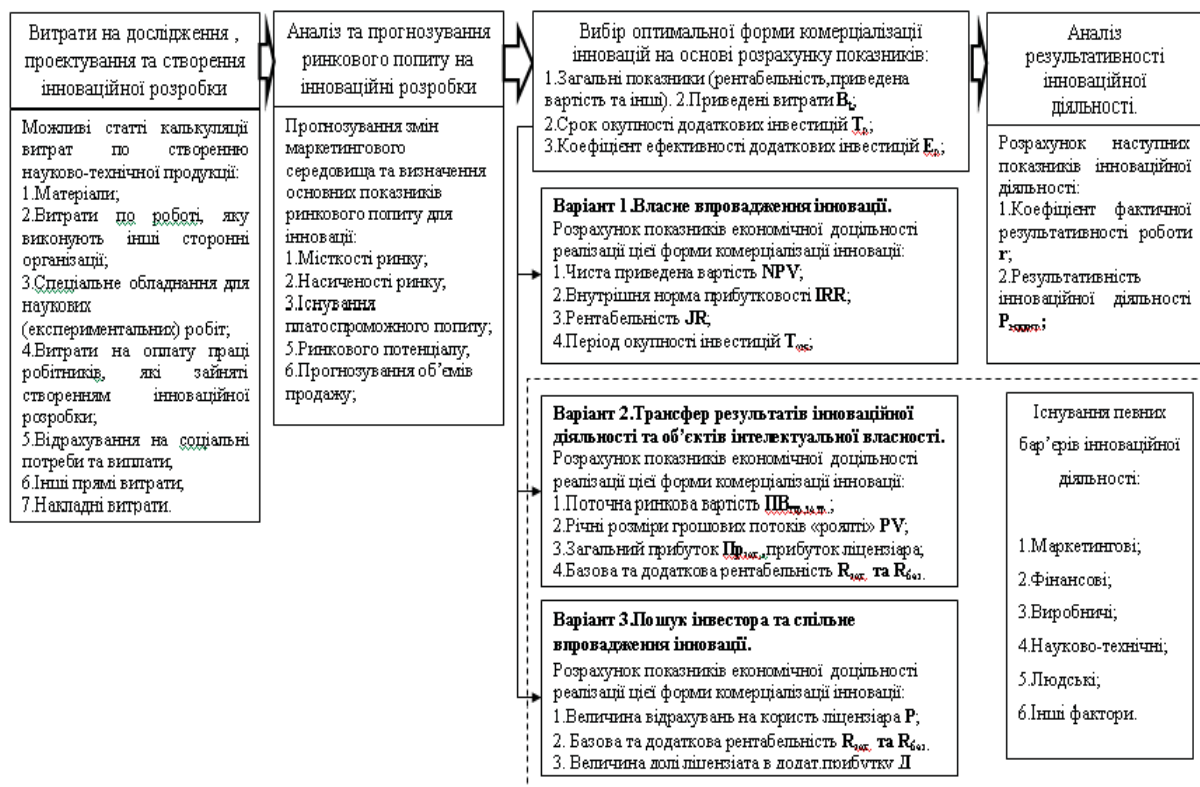 Витрати на дослідження ,
проектування та створення
інноваційної розробки
Можливі статті калькуляції
витрат по створенню
науково-технічної продукції:
1.Матеріали;
2.Витрати по роботі, яку
виконують інші сторонні
організації;
3.Спеціальне обладнання для
наукових
(експериментальних) робіт;
4.Витрати на оплату праці
робітників, які зайняті
створенням інноваційної
розробки;
5.Відрахування на соціальні
потреби та виплати;
6.Інші прямі витрати;
7.Накладні витрати.
Аналіз та прогнозування
ринкового попиту на
інноваційні розробки
Прогнозування змін
маркетингового
середовища та визначення
основних показників
ринкового попиту для
інновації:
1.Місткості ринку;
2.Насиченості ринку;
3.Існування
платоспроможного попиту;
5.Ринкового потенціалу;
6.Прогнозування об’ємів
продажу;
Вибір оптимальної форми комерціалізації
інновацій на основі розрахунку показників:
1.Загальні показники (рентабельність,приведена
вартість та інші). 2.Приведені витрати
2.Срок окупності додаткових інвестицій
3.Коефіцієнт ефективності додаткових інвестицій
Варіант 1.Власне впровадження інновації.
Розрахунок показників економічної доцільності
реалізації цієї форми комерціалізації інновації:
1.Чиста приведена вартість NPV;
2.Внутрішня норма прибутковості IRR;
3.Рентабельність JR;
4.Період окупності інвестицій
Варіант 2.Трансфер результатів інноваційної
діяльності та об’єктів інтелектуальної власності.
Розрахунок показників економічної доцільності
реалізації цієї форми комерціалізації інновації:
1.Поточна ринкова вартість
2.Річні розміри грошових потоків «роялті» PV;
3.Загальний прибуток прибуток ліцензіара;
4.Базова та додаткова рентабельність та
Варіант 3.Пошук інвестора та спільне
впровадження інновації.
Розрахунок показників економічної доцільності
реалізації цієї форми комерціалізації інновації:
1.Величина відрахувань на користь ліцензіара Р;
2. Базова та додаткова рентабельність та
3. Величина долі ліцензіата в додат.прибутку Д
Аналіз
результативності
інноваційної
діяльності.
Розрахунок наступних
показників інноваційної
діяльності:
1.Коефіцієнт фактичної
результативності роботи
r;
2.Результативність
інноваційної діяльності
Існування певних
бар’єрів інноваційної
діяльності:
1.Маркетингові;
2.Фінансові;
3.Виробничі;
4.Науково-технічні;
5.Людські;
6.Інші фактори.